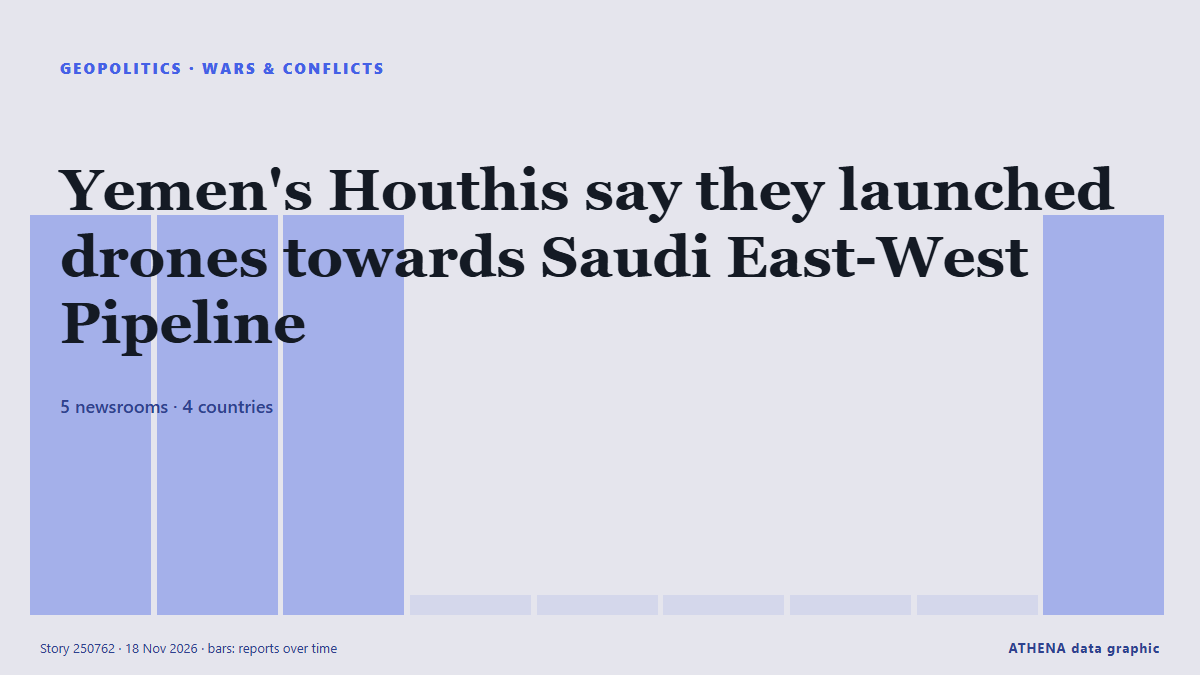 GEOPOLITICS · WARS & CONFLICTS
Yemen's Houthis say they launched
drones towards Saudi East-West
Pipeline
5 newsrooms · 4 countries
Story 250762 · 18 Nov 2026 · bars: reports over time
ATHENA data graphic